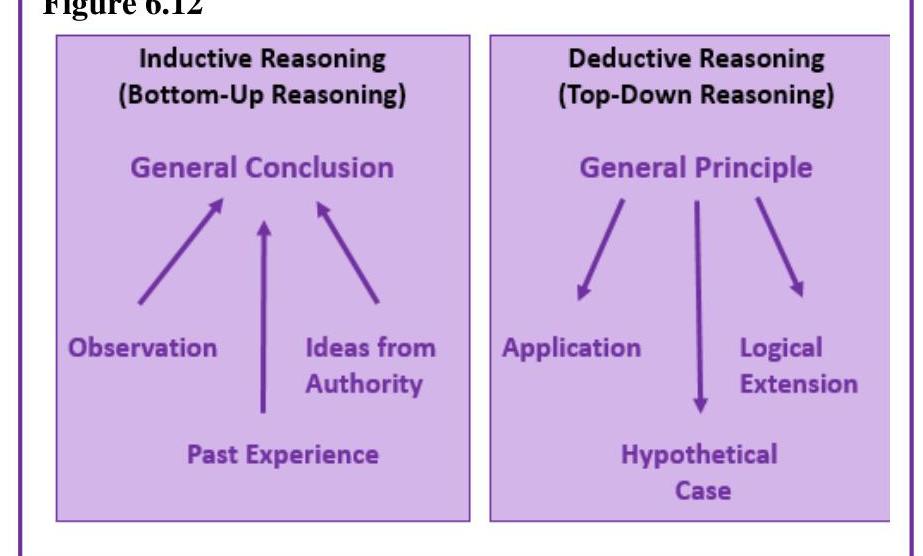 Figure 6.12
Inductive Reasoning
(Bottom-Up Reasoning)
General Conclusion
Observation
Ideas from
Authority
Past Experience
Deductive Reasoning
(Top-Down Reasoning)
General Principle
Application
Logical
Extension
Hypothetical
Case